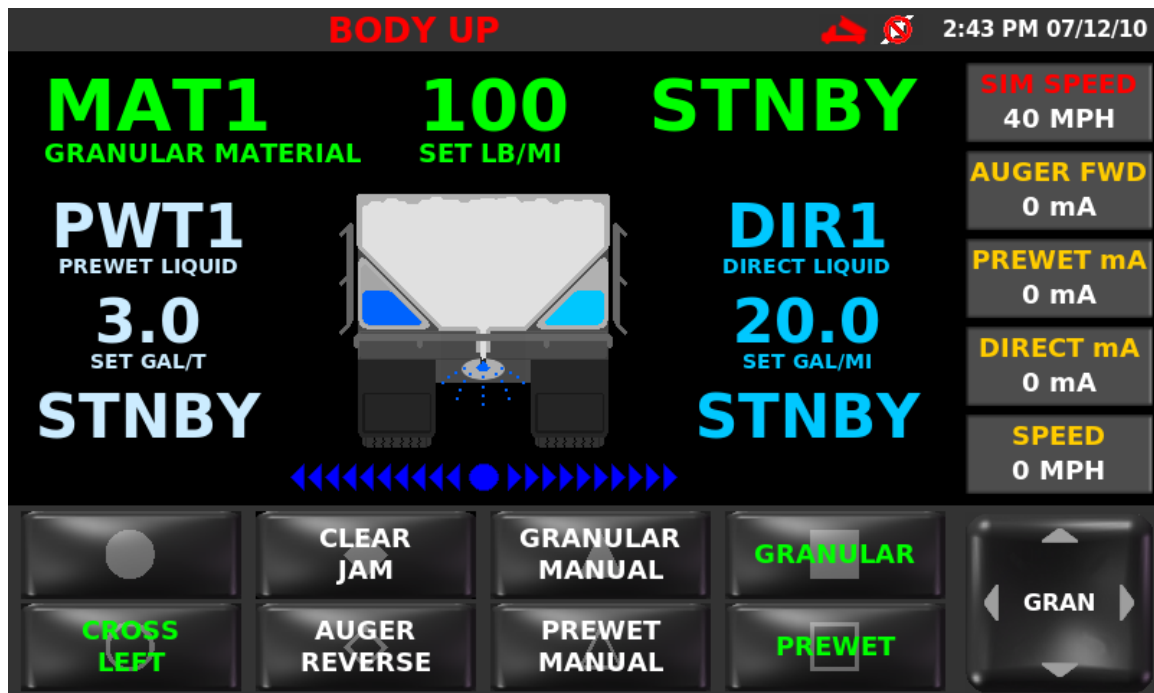 BODY UP
2:43 PM 07/12/10
MAT1
GRANULAR MATERIAL
100
SET LB/MI
STNBY
PWT1
PREWET LIQUID
3.0
SET GAL/T
STNBY
DIR1
DIRECT LIQUID
20.0
SET GAL/MI
STNBY
SIM SPEED
40 MPH
AUGER FWD
0 mA
PREWET mA
0 mA
DIRECT mA
0 mA
SPEED
0 MPH
CLEAR
JAM
GRANULAR
MANUAL
GRANULAR
CROSS
LEFT
AUGER
REVERSE
PREWET
MANUAL
PREWET
GRAN